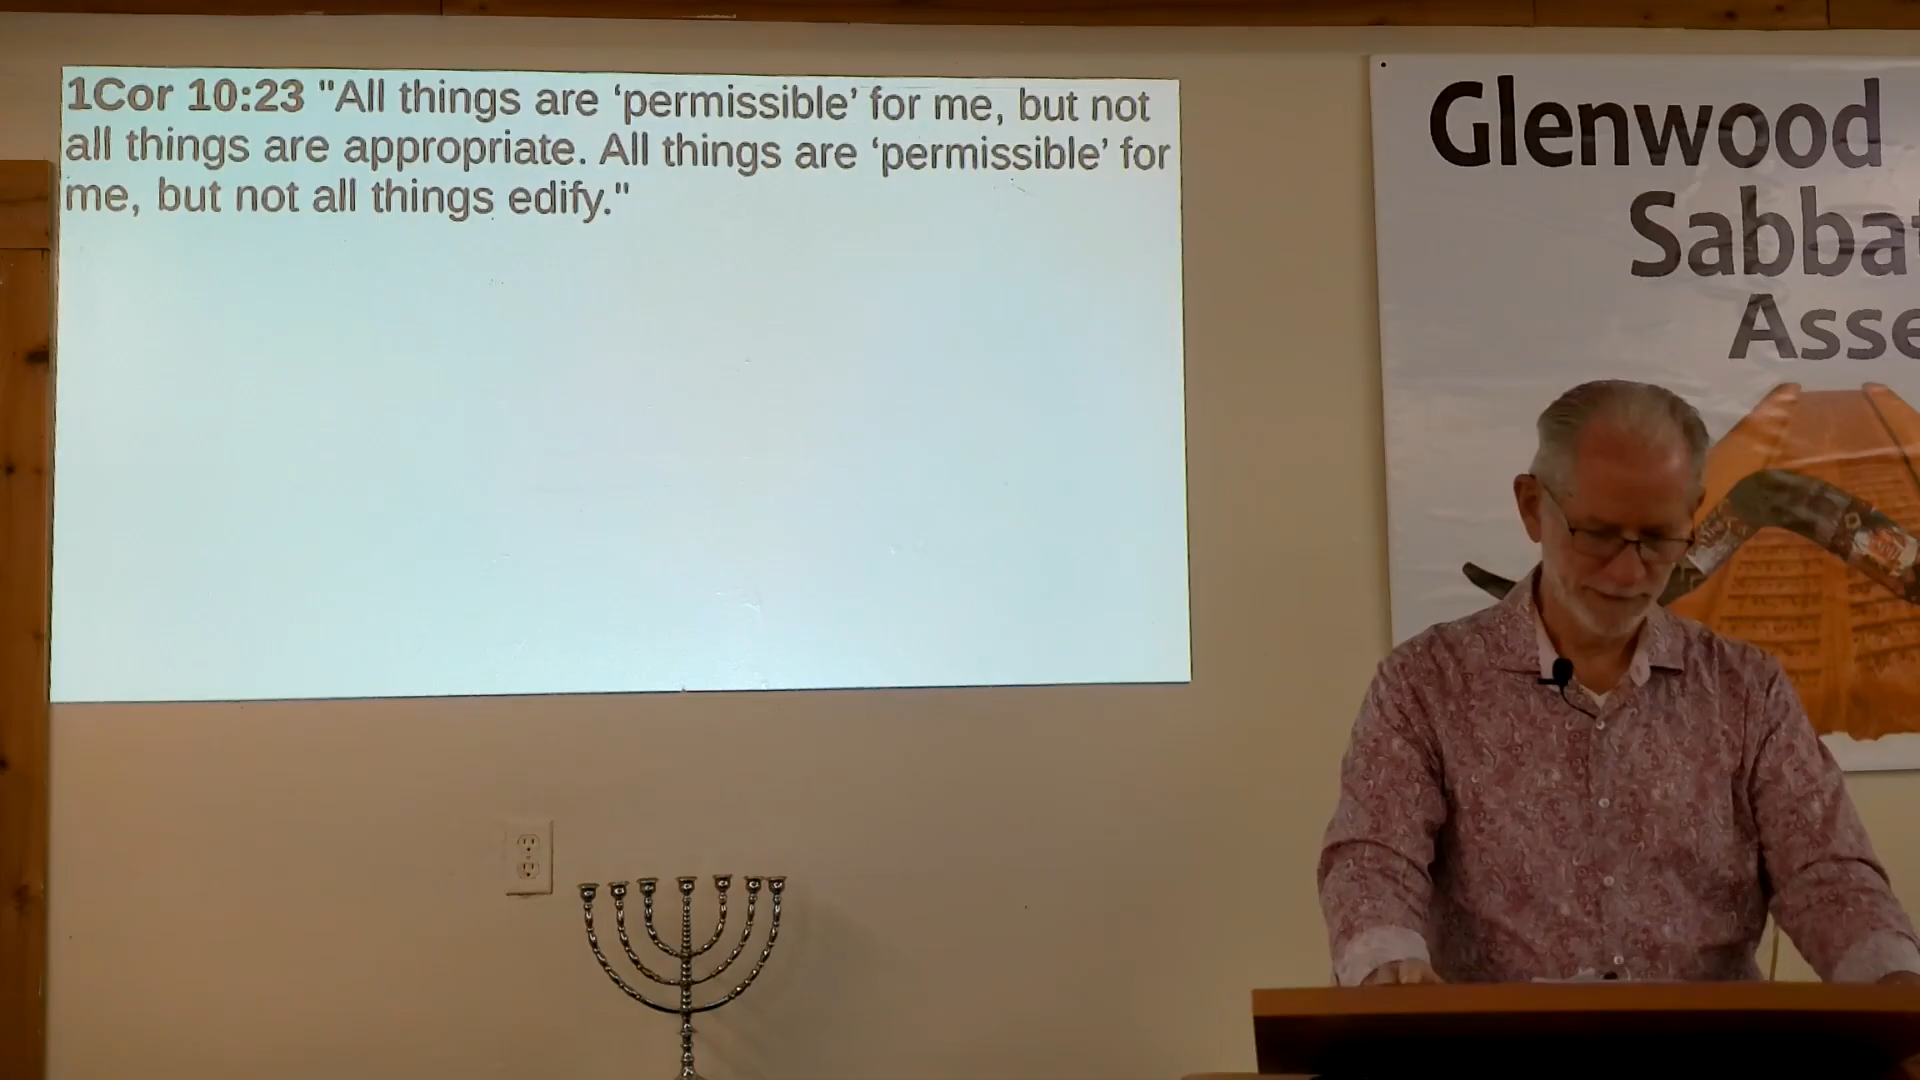 1Cor 10:23 "All things are ‘permissible’ for me, but not
all things are appropriate. All things are ‘permissible’ for
me, but not all things edify."
Glenwood
Sabbat
Asse